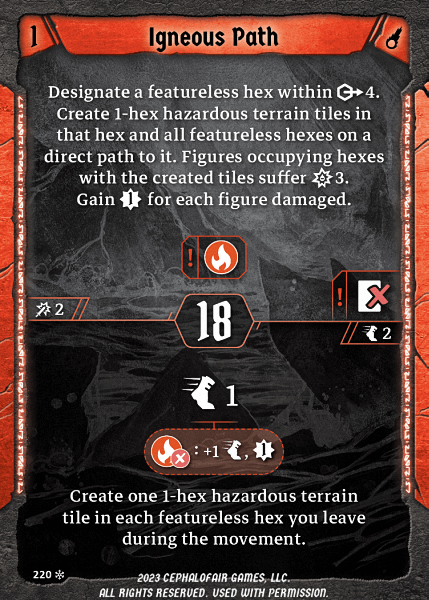 1
Igneous Path
Designate a featureless hex within 4.
Create 1-hex hazardous terrain tiles in
that hex and all featureless hexes on a
direct path to it. Figures occupying hexes
with the created tiles suffer 3.
Gain 1 for each figure damaged.
!
!
2
18
2
1
: +1 , 1
Create one 1-hex hazardous terrain
tile in each featureless hex you leave
during the movement.
220
2023 CEPHALOFAIR GAMES, LLC.
ALL RIGHTS RESERVED. USED WITH PERMISSION.